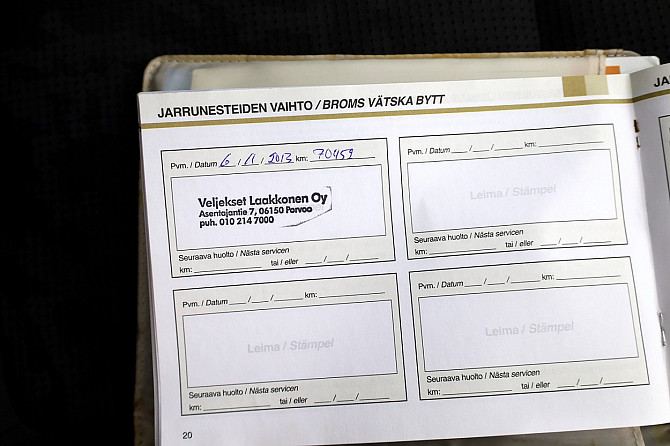 JARRUNESTEIDEN VAIHTO / BROMS VÄTSKA BYTT
Pvm. / Datum 6 / 11 / 2013 km: 70459
Veljekset Laakkonen Oy
Asentajantie 7, 06150 Porvoo
puh. 010 214 7000
Seuraava huolto / Nästa servicen
km: tai / eller / /
Pvm. / Datum / / km:
Leima / Stämpel
Seuraava huolto / Nästa servicen
km: tai / eller / /
Pvm. / Datum / / km:
Leima / Stämpel
Seuraava huolto / Nästa servicen
km: tai / eller / /
Pvm. / Datum / / km:
Leima / Stämpel
Seuraava huolto / Nästa servicen
km: tai / eller / /
20